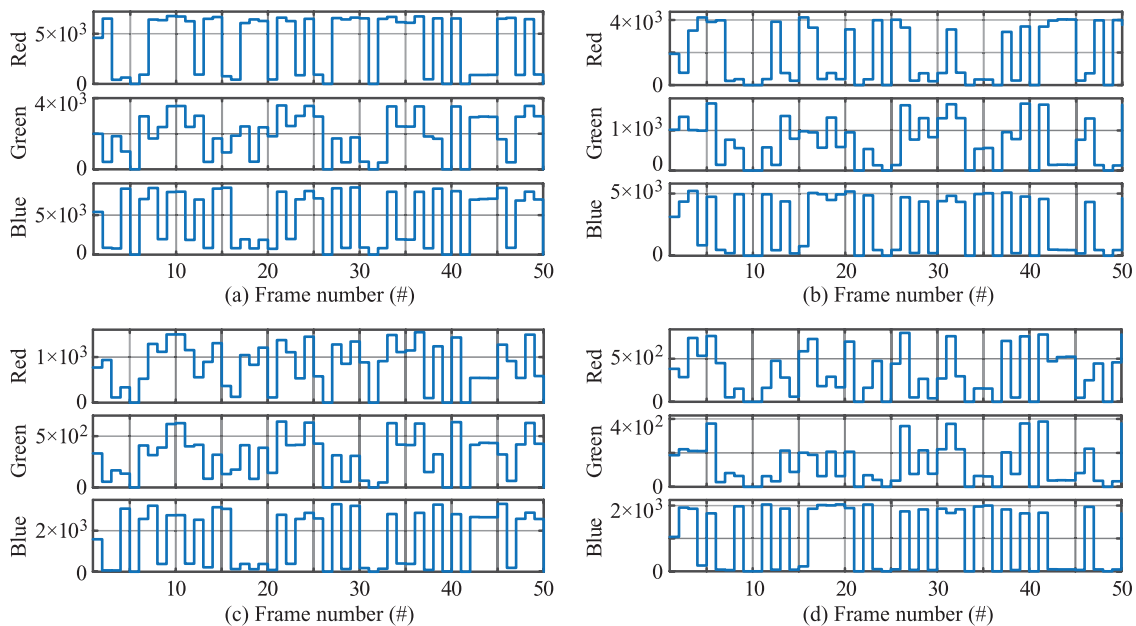 Red
5×10³
0
Green
4×10³
0
Blue
5×10³
0
10 20 30 40 50
(a) Frame number (#)
Red
4×10³
0
Green
1×10³
0
Blue
5×10³
0
10 20 30 40 50
(b) Frame number (#)
Red
1×10³
0
Green
5×10²
0
Blue
2×10³
0
10 20 30 40 50
(c) Frame number (#)
Red
5×10²
0
Green
4×10²
0
Blue
2×10³
0
10 20 30 40 50
(d) Frame number (#)